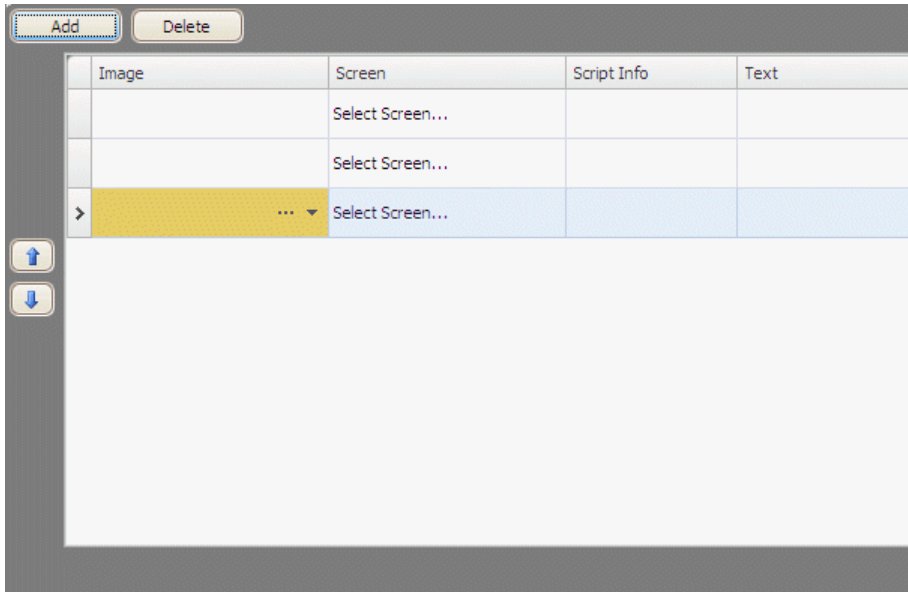 Add Delete
Image Screen Script Info Text
Select Screen...
Select Screen...
... Select Screen...